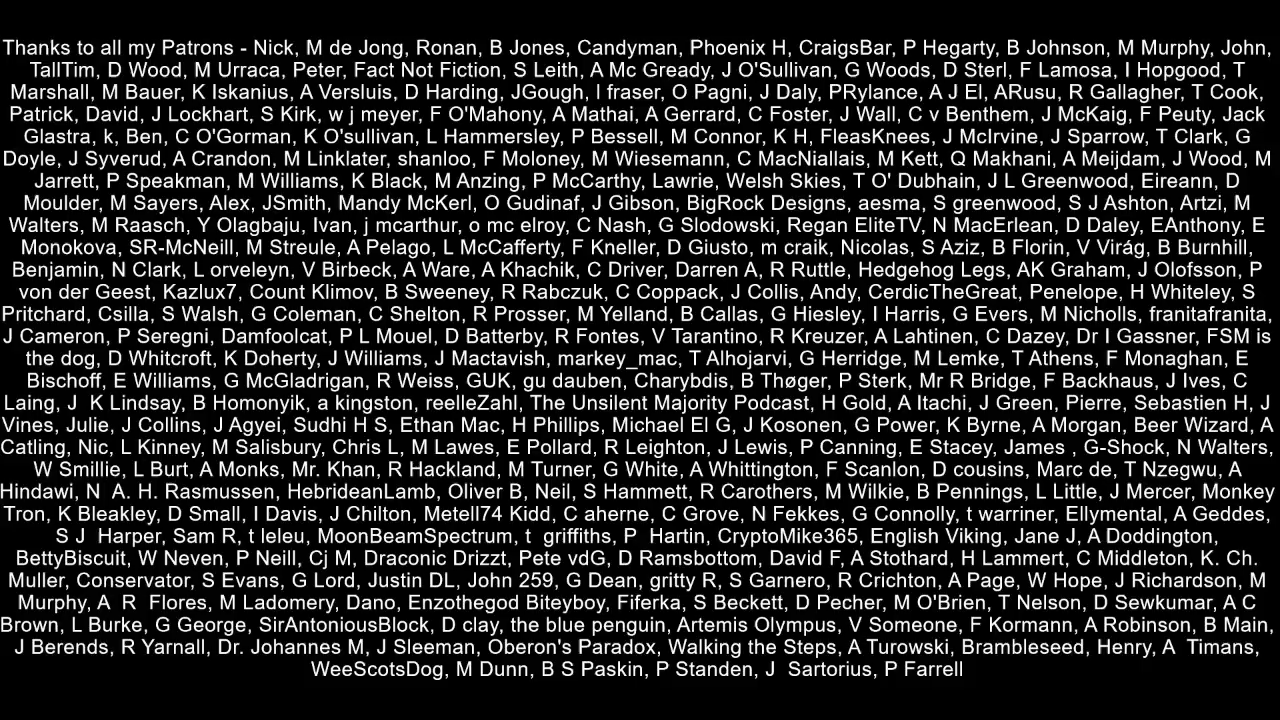 Thanks to all my Patrons - Nick, M de Jong, Ronan, B Jones, Candyman, Phoenix H, CraigsBar, P Hegarty, B Johnson, M Murphy, John,
TallTim, D Wood, M Urraca, Peter, Fact Not Fiction, S Leith, A Mc Gready, J O'Sullivan, G Woods, D Sterl, F Lamosa, I Hopgood, T
Marshall, M Bauer, K Iskanius, A Versluis, D Harding, JGough, I fraser, O Pagni, J Daly, PRylance, A J El, ARusu, R Gallagher, T Cook,
Patrick, David, J Lockhart, S Kirk, w j meyer, F O'Mahony, A Mathai, A Gerrard, C Foster, J Wall, C v Benthem, J McKaig, F Peuty, Jack
Glastra, k, Ben, C O'Gorman, K O'sullivan, L Hammersley, P Bessell, M Connor, K H, FleasKnees, J McIrvine, J Sparrow, T Clark, G
Doyle, J Syverud, A Crandon, M Linklater, shanloo, F Moloney, M Wiesemann, C MacNiallais, M Kett, Q Makhani, A Meijdam, J Wood, M
Jarrett, P Speakman, M Williams, K Black, M Anzing, P McCarthy, Lawrie, Welsh Skies, T O' Dubhain, J L Greenwood, Eireann, D
Moulder, M Sayers, Alex, JSmith, Mandy McKerl, O Gudinaf, J Gibson, BigRock Designs, aesma, S greenwood, S J Ashton, Artzi, M
Walters, M Raasch, Y Olagbaju, Ivan, j mcarthur, o mc elroy, C Nash, G Slodowski, Regan EliteTV, N MacErlean, D Daley, EAnthony, E
Monokova, SR-McNeill, M Streule, A Pelago, L McCafferty, F Kneller, D Giusto, m craik, Nicolas, S Aziz, B Florin, V Virág, B Burnhill,
Benjamin, N Clark, L orveleyn, V Birbeck, A Ware, A Khachik, C Driver, Darren A, R Ruttle, Hedgehog Legs, AK Graham, J Olofsson, P
von der Geest, Kazlux7, Count Klimov, B Sweeney, R Rabczuk, C Coppack, J Collis, Andy, CerdicTheGreat, Penelope, H Whiteley, S
Pritchard, Csilla, S Walsh, G Coleman, C Shelton, R Prosser, M Yelland, B Callas, G Hiesley, I Harris, G Evers, M Nicholls, franitafranita,
J Cameron, P Seregni, Damfoolcat, P L Mouel, D Batterby, R Fontes, V Tarantino, R Kreuzer, A Lahtinen, C Dazey, Dr I Gassner, FSM is
the dog, D Whitcroft, K Doherty, J Williams, J Mactavish, markey_mac, T Alhojarvi, G Herridge, M Lemke, T Athens, F Monaghan, E
Bischoff, E Williams, G McGladrigan, R Weiss, GUK, gu dauben, Charybdis, B Thøger, P Sterk, Mr R Bridge, F Backhaus, J Ives, C
Laing, J  K Lindsay, B Homonyik, a kingston, reelleZahl, The Unsilent Majority Podcast, H Gold, A Itachi, J Green, Pierre, Sebastien H, J
Vines, Julie, J Collins, J Agyei, Sudhi H S, Ethan Mac, H Phillips, Michael El G, J Kosonen, G Power, K Byrne, A Morgan, Beer Wizard, A
Catling, Nic, L Kinney, M Salisbury, Chris L, M Lawes, E Pollard, R Leighton, J Lewis, P Canning, E Stacey, James , G-Shock, N Walters,
W Smillie, L Burt, A Monks, Mr. Khan, R Hackland, M Turner, G White, A Whittington, F Scanlon, D cousins, Marc de, T Nzegwu, A
Hindawi, N  A. H. Rasmussen, HebrideanLamb, Oliver B, Neil, S Hammett, R Carothers, M Wilkie, B Pennings, L Little, J Mercer, Monkey
Tron, K Bleakley, D Small, I Davis, J Chilton, Metell74 Kidd, C aherne, C Grove, N Fekkes, G Connolly, t warriner, Ellymental, A Geddes,
S J  Harper, Sam R, t leleu, MoonBeamSpectrum, t  griffiths, P  Hartin, CryptoMike365, English Viking, Jane J, A Doddington,
BettyBiscuit, W Neven, P Neill, Cj M, Draconic Drizzt, Pete vdG, D Ramsbottom, David F, A Stothard, H Lammert, C Middleton, K. Ch.
Muller, Conservator, S Evans, G Lord, Justin DL, John 259, G Dean, gritty R, S Garnero, R Crichton, A Page, W Hope, J Richardson, M
Murphy, A  R  Flores, M Ladomery, Dano, Enzothegod Biteyboy, Fiferka, S Beckett, D Pecher, M O'Brien, T Nelson, D Sewkumar, A C
Brown, L Burke, G George, SirAntoniousBlock, D clay, the blue penguin, Artemis Olympus, V Someone, F Kormann, A Robinson, B Main,
J Berends, R Yarnall, Dr. Johannes M, J Sleeman, Oberon's Paradox, Walking the Steps, A Turowski, Brambleseed, Henry, A  Timans,
WeeScotsDog, M Dunn, B S Paskin, P Standen, J  Sartorius, P Farrell